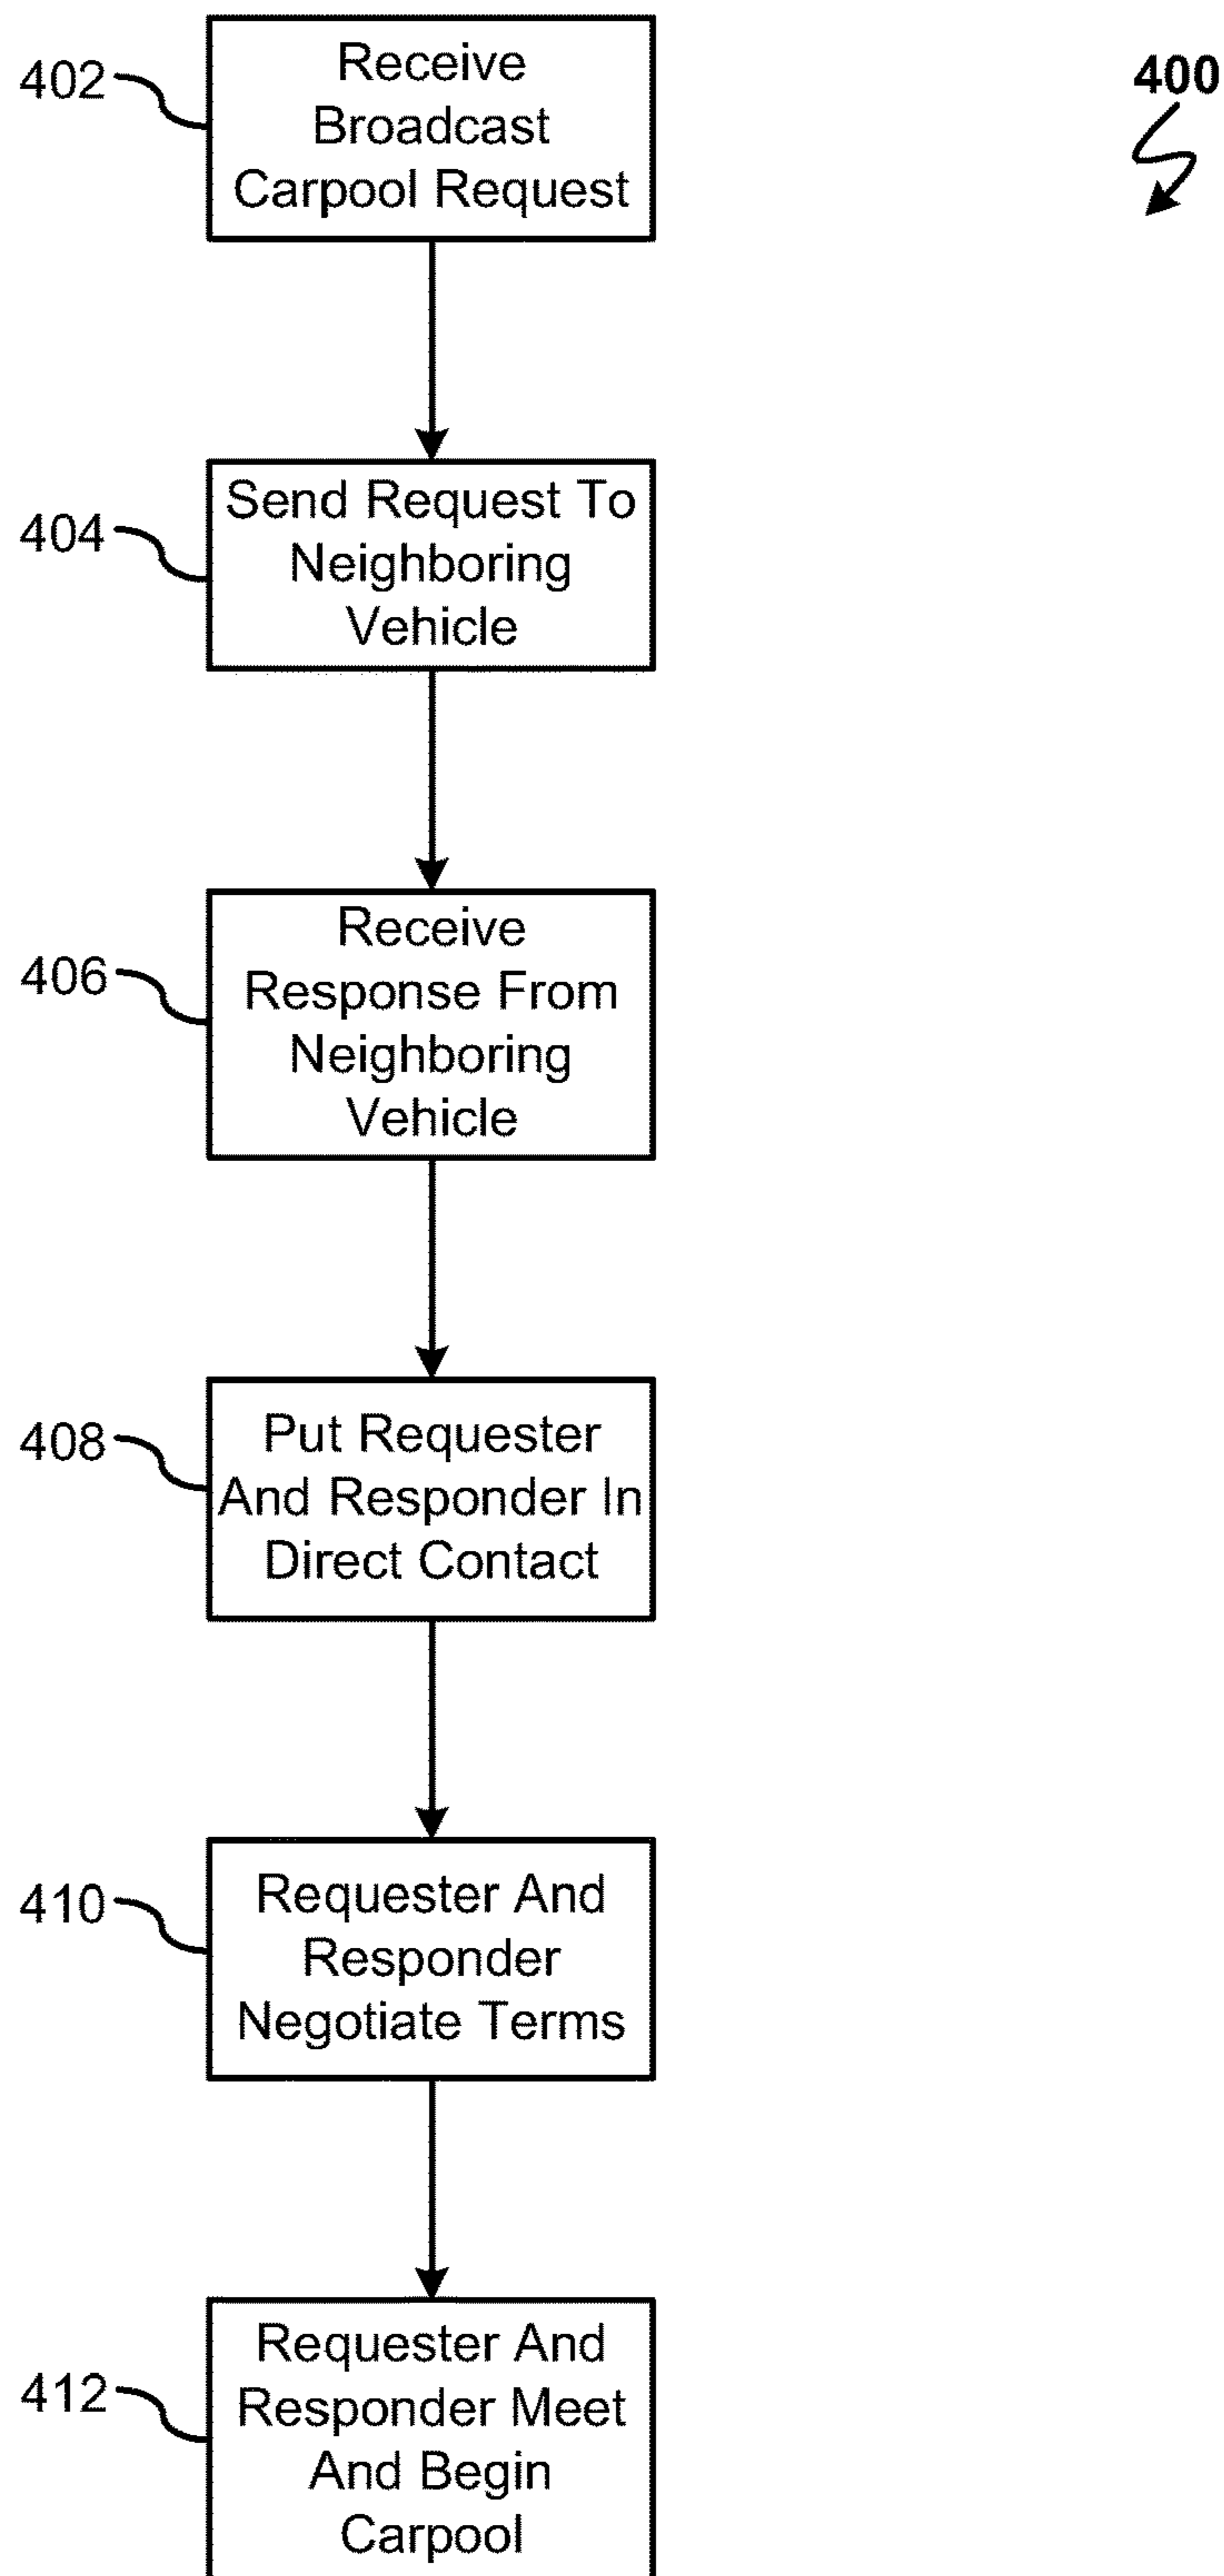 400
402
Receive
Broadcast
Carpool Request
404
Send Request To
Neighboring
Vehicle
406
Receive
Response From
Neighboring
Vehicle
408
Put Requester
And Responder In
Direct Contact
410
Requester And
Responder
Negotiate Terms
412
Requester And
Responder Meet
And Begin
Carpool